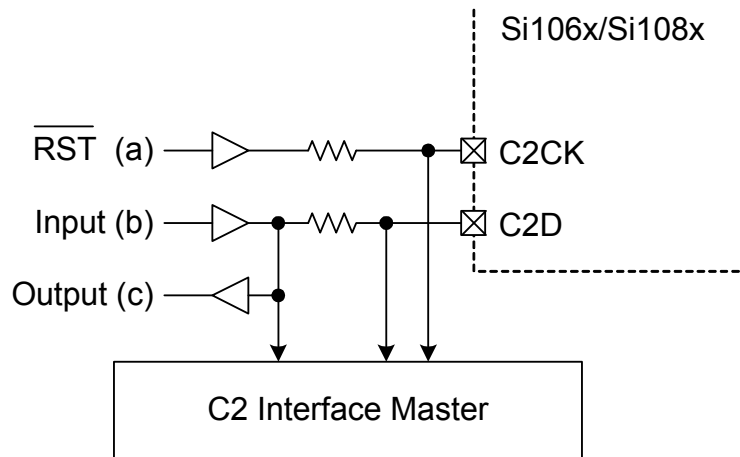 Si106x/Si108x
RST (a)
C2CK
Input (b)
C2D
Output (c)
C2 Interface Master